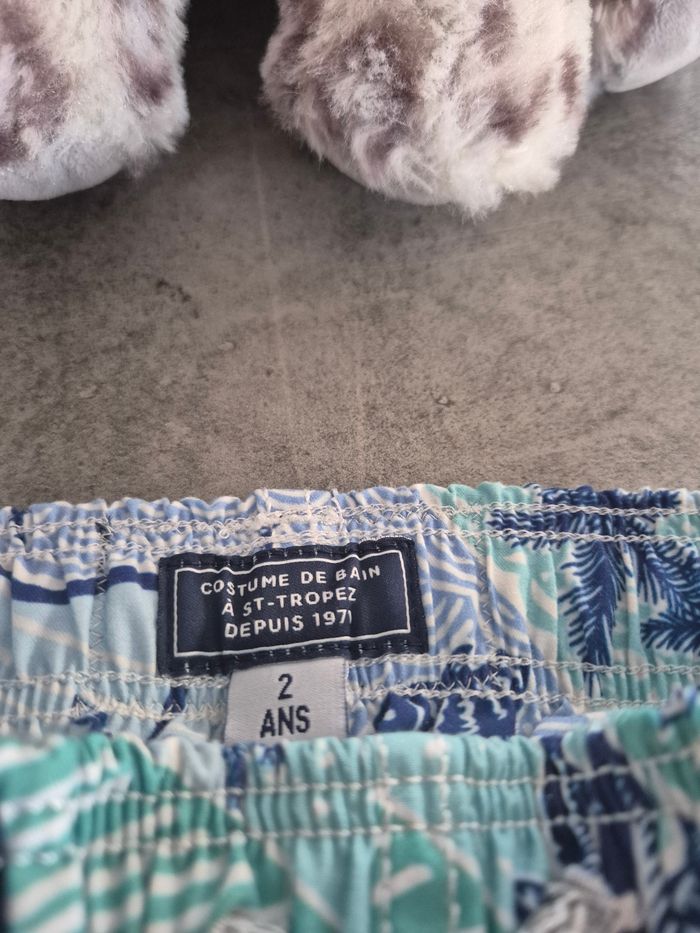 COSTUME DE BAIN
À ST-TROPEZ
DEPUIS 1971
2
ANS